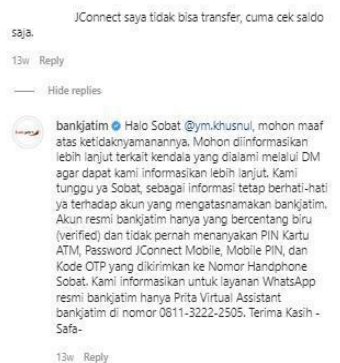 JConnect saya tidak bisa transfer, cuma cek saldo
saja.
13w Reply
Hide replies
bankjatim Halo Sobat @ym.khusnul, mohon maaf
atas ketidaknyamanannya. Mohon diinformasikan
lebih lanjut terkait kendala yang dialami melalui DM
agar dapat kami informasikan lebih lanjut. Kami
tunggu ya Sobat, sebagai informasi tetap berhati-hati
ya terhadap akun yang mengatasnamakan bankjatim.
Akun resmi bankjatim hanya yang bercentang biru
(verified) dan tidak pernah menanyakan PIN Kartu
ATM, Password JConnect Mobile, Mobile PIN, dan
Kode OTP yang dikirimkan ke Nomor Handphone
Sobat. Kami informasikan untuk layanan WhatsApp
resmi bankjatim hanya Prita Virtual Assistant
bankjatim di nomor 0811-3222-2505. Terima Kasih -
Safa-
13w Reply